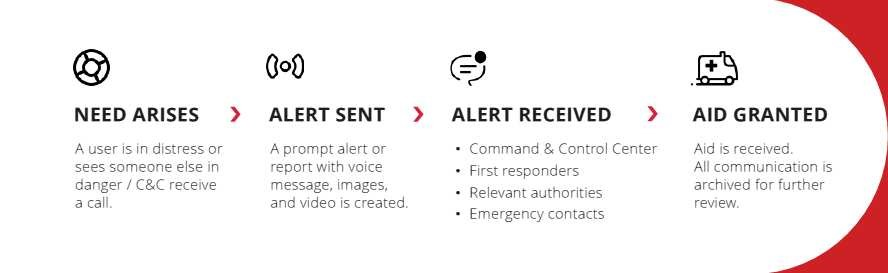 NEED ARISES
A user is in distress or
sees someone else in
danger / C&C receive
a call.
ALERT SENT
A prompt alert or
report with voice
message, images,
and video is created.
ALERT RECEIVED
• Command & Control Center
• First responders
• Relevant authorities
• Emergency contacts
AID GRANTED
Aid is received.
All communication is
archived for further
review.